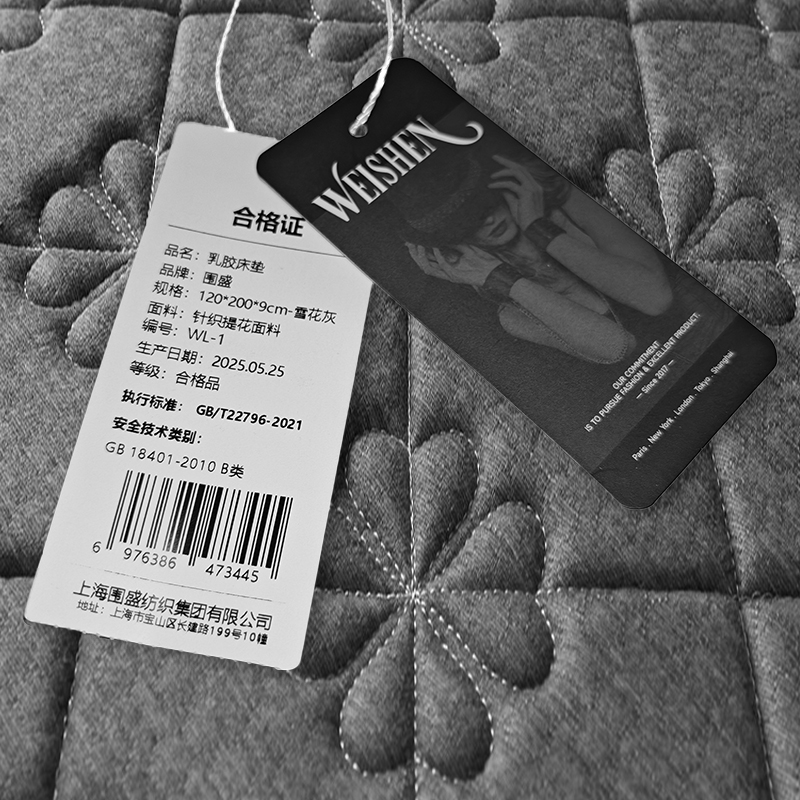 合格证
品名：乳胶床垫
品牌：围盛
规格：120*200*9cm-雪花灰
面料：针织提花面料
编号：WL-1
生产日期：2025.05.25
等级：合格品
执行标准： GB/T22796-2021
安全技术类别：
GB 18401-2010 B类
6 976386 473445
上海围盛纺织集团有限公司
地址：上海市宝山区长建路199号10幢
WEISHEN
OUR COMMITMENT
IS TO PURSUE FASHION & EXCELLENT PRODUCT.
— Since 2017 —
Paris . New York . London . Tokyo . Shanghai